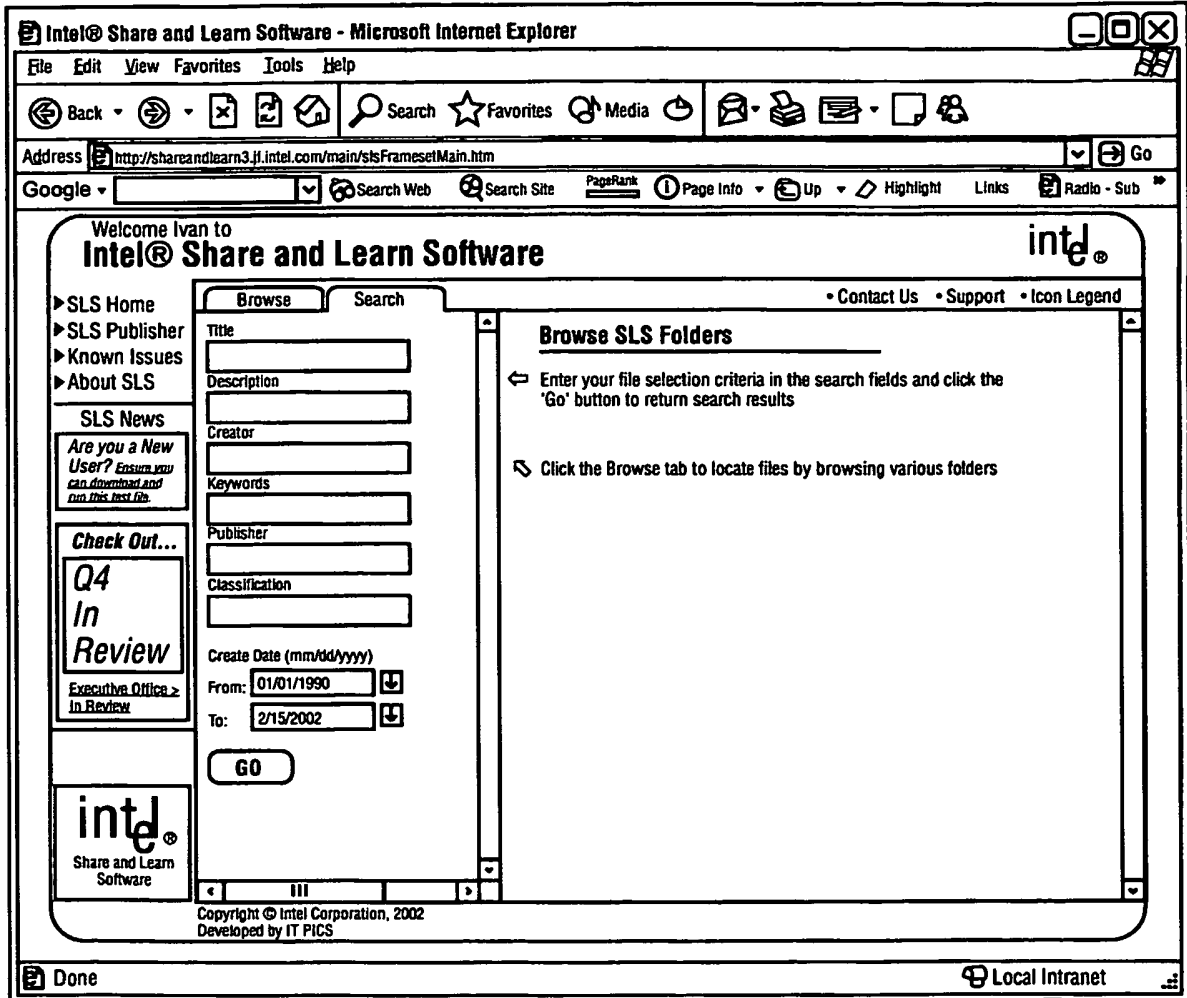 Intel® Share and Learn Software - Microsoft Internet Explorer
File Edit View Favorites Tools Help
Back Search Favorites Media
Address http://shareandlearn3.jf.intel.com/main/slsFramesetMain.htm Go
Google Search Web Search Site PageRank Page Info Up Highlight Links Radio - Sub »
Welcome Ivan to
Intel® Share and Learn Software
intel®
SLS Home
SLS Publisher
Known Issues
About SLS
SLS News
Are you a New
User? Ensure you
can download and
run this test file.
Check Out...
Q4
In
Review
Executive Office >
In Review
intel®
Share and Learn
Software
Browse Search
Title
Description
Creator
Keywords
Publisher
Classification
Create Date (mm/dd/yyyy)
From: 01/01/1990
To: 2/15/2002
GO
• Contact Us • Support • Icon Legend
Browse SLS Folders
Enter your file selection criteria in the search fields and click the
'Go' button to return search results
Click the Browse tab to locate files by browsing various folders
Copyright © Intel Corporation, 2002
Developed by IT PICS
Done Local Intranet